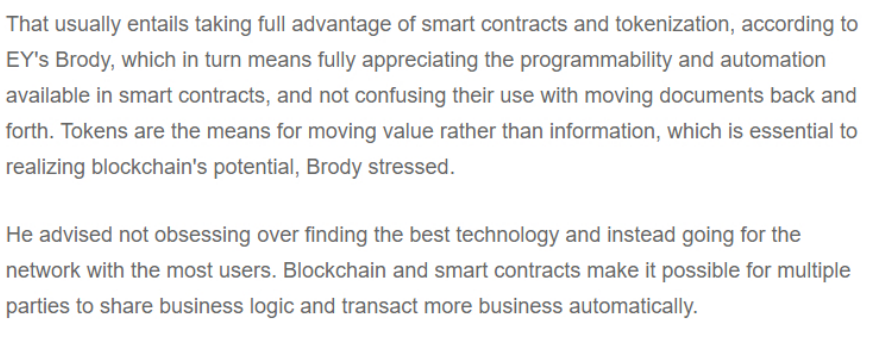 That usually entails taking full advantage of smart contracts and tokenization, according to
EY's Brody, which in turn means fully appreciating the programmability and automation
available in smart contracts, and not confusing their use with moving documents back and
forth. Tokens are the means for moving value rather than information, which is essential to
realizing blockchain's potential, Brody stressed.
He advised not obsessing over finding the best technology and instead going for the
network with the most users. Blockchain and smart contracts make it possible for multiple
parties to share business logic and transact more business automatically.